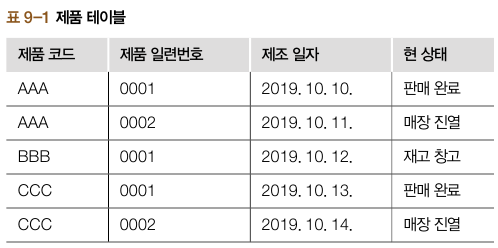 표 9-1 제품 테이블
제품 코드 제품 일련번호 제조 일자 현 상태
AAA 0001 2019. 10. 10. 판매 완료
AAA 0002 2019. 10. 11. 매장 진열
BBB 0001 2019. 10. 12. 재고 창고
CCC 0001 2019. 10. 13. 판매 완료
CCC 0002 2019. 10. 14. 매장 진열